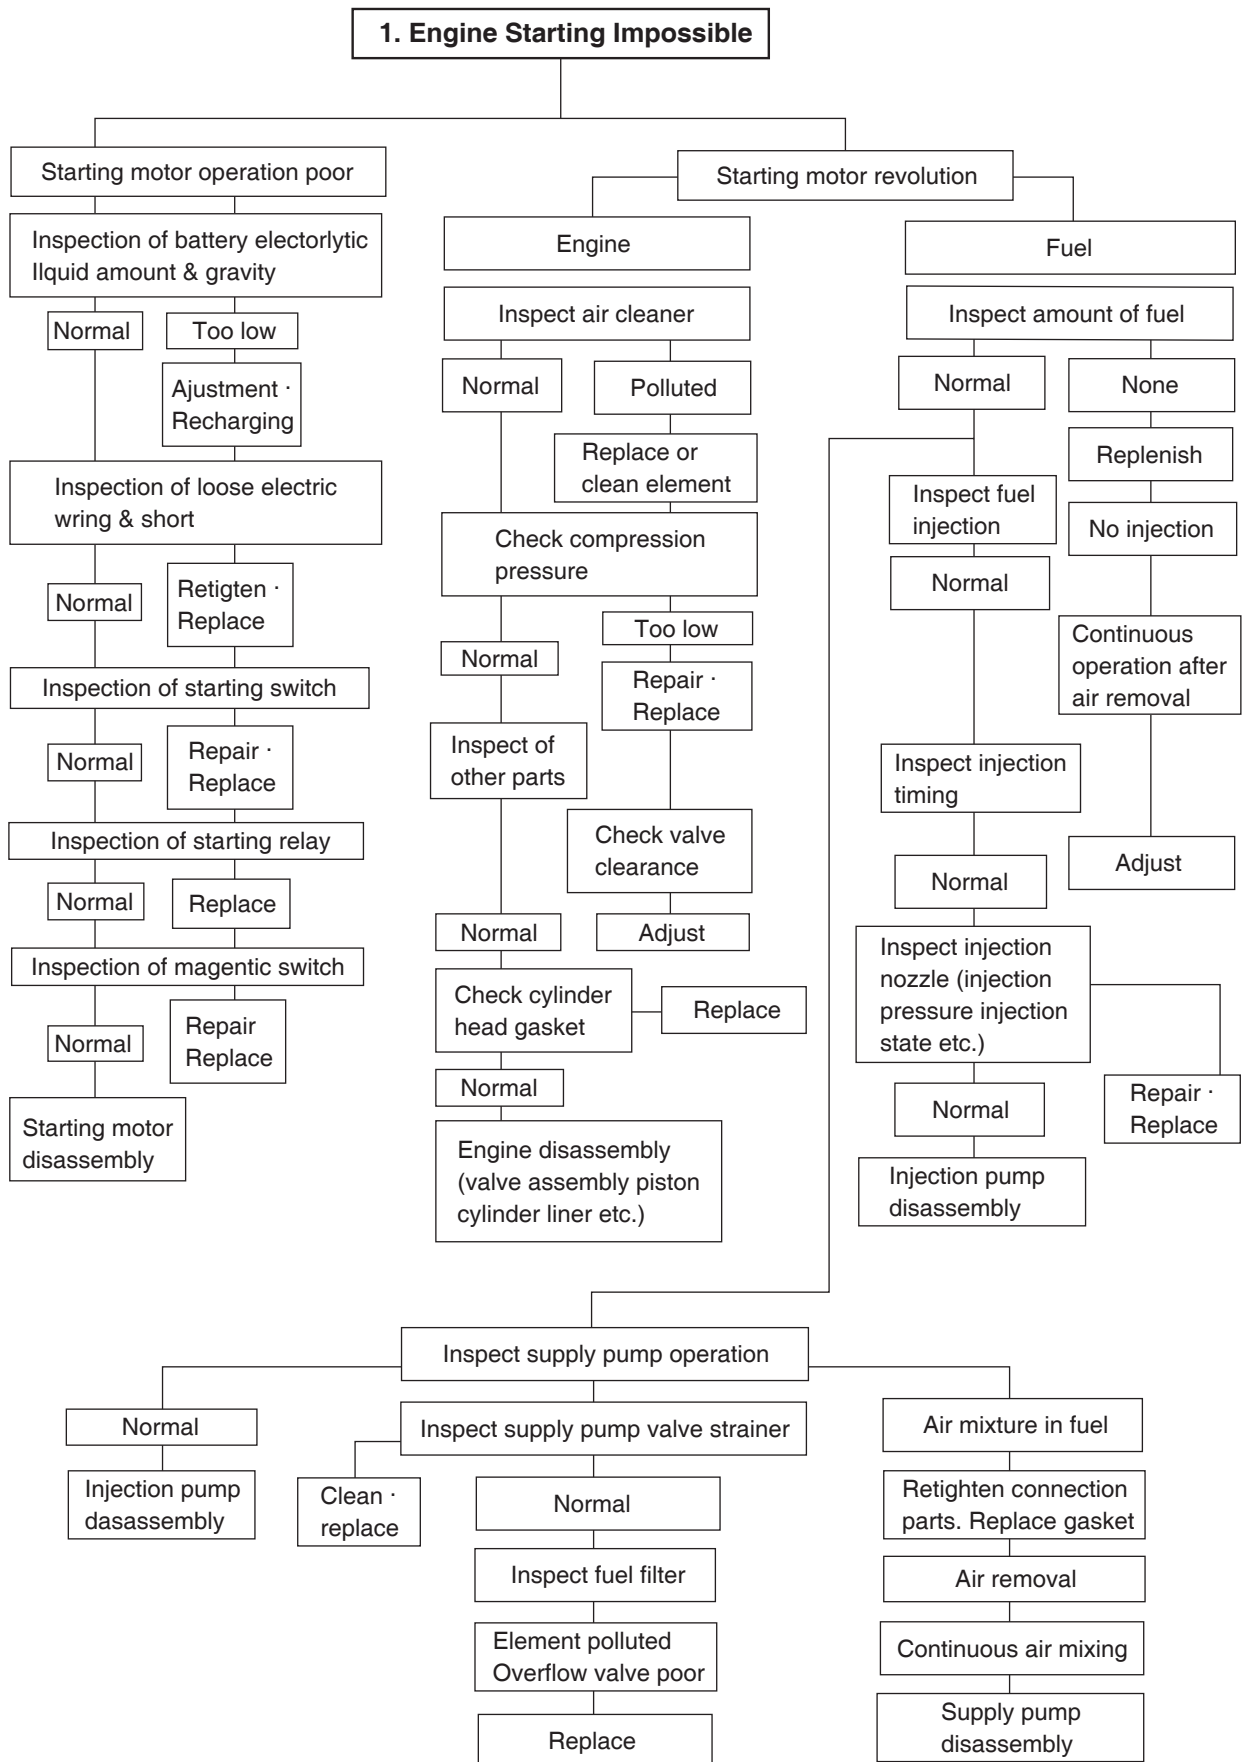 1. Engine Starting Impossible
Starting motor operation poor
Inspection of battery electorlytic
Ilquid amount & gravity
Normal
Too low
Ajustment ·
Recharging
Inspection of loose electric
wring & short
Normal
Retigten ·
Replace
Inspection of starting switch
Normal
Repair ·
Replace
Inspection of starting relay
Normal
Replace
Inspection of magentic switch
Normal
Repair
Replace
Starting motor
disassembly
Starting motor revolution
Engine
Inspect air cleaner
Normal
Polluted
Replace or
clean element
Check compression
pressure
Normal
Too low
Repair ·
Replace
Inspect of
other parts
Check valve
clearance
Normal
Adjust
Check cylinder
head gasket
Replace
Normal
Engine disassembly
(valve assembly piston
cylinder liner etc.)
Fuel
Inspect amount of fuel
Normal
None
Replenish
Inspect fuel
injection
No injection
Normal
Continuous
operation after
air removal
Inspect injection
timing
Adjust
Normal
Inspect injection
nozzle (injection
pressure injection
state etc.)
Normal
Repair ·
Replace
Injection pump
disassembly
Inspect supply pump operation
Normal
Injection pump
dasassembly
Inspect supply pump valve strainer
Clean ·
replace
Normal
Inspect fuel filter
Element polluted
Overflow valve poor
Replace
Air mixture in fuel
Retighten connection
parts. Replace gasket
Air removal
Continuous air mixing
Supply pump
disassembly